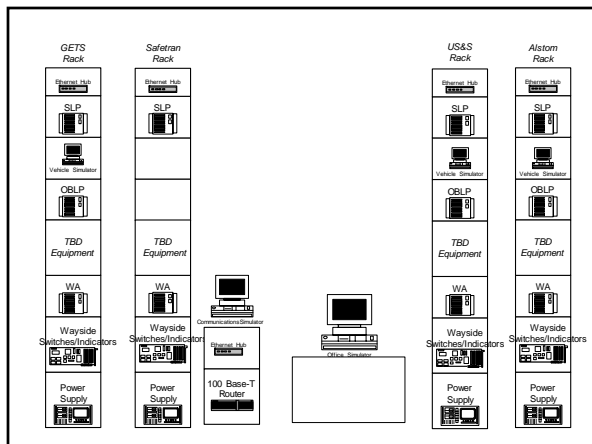 GETS
Rack
Ethernet Hub
SLP
Vehicle Simulator
OBLP
TBD
Equipment
WA
Wayside
Switches/Indicators
Power
Supply
Safetran
Rack
Ethernet Hub
SLP
TBD
Equipment
WA
Wayside
Switches/Indicators
Power
Supply
CommunicationsSimulator
Ethernet Hub
100 Base-T
Router
Office Simulator
US&S
Rack
Ethernet Hub
SLP
Vehicle Simulator
OBLP
TBD
Equipment
WA
Wayside
Switches/Indicators
Power
Supply
Alstom
Rack
Ethernet Hub
SLP
Vehicle Simulator
OBLP
TBD
Equipment
WA
Wayside
Switches/Indicators
Power
Supply